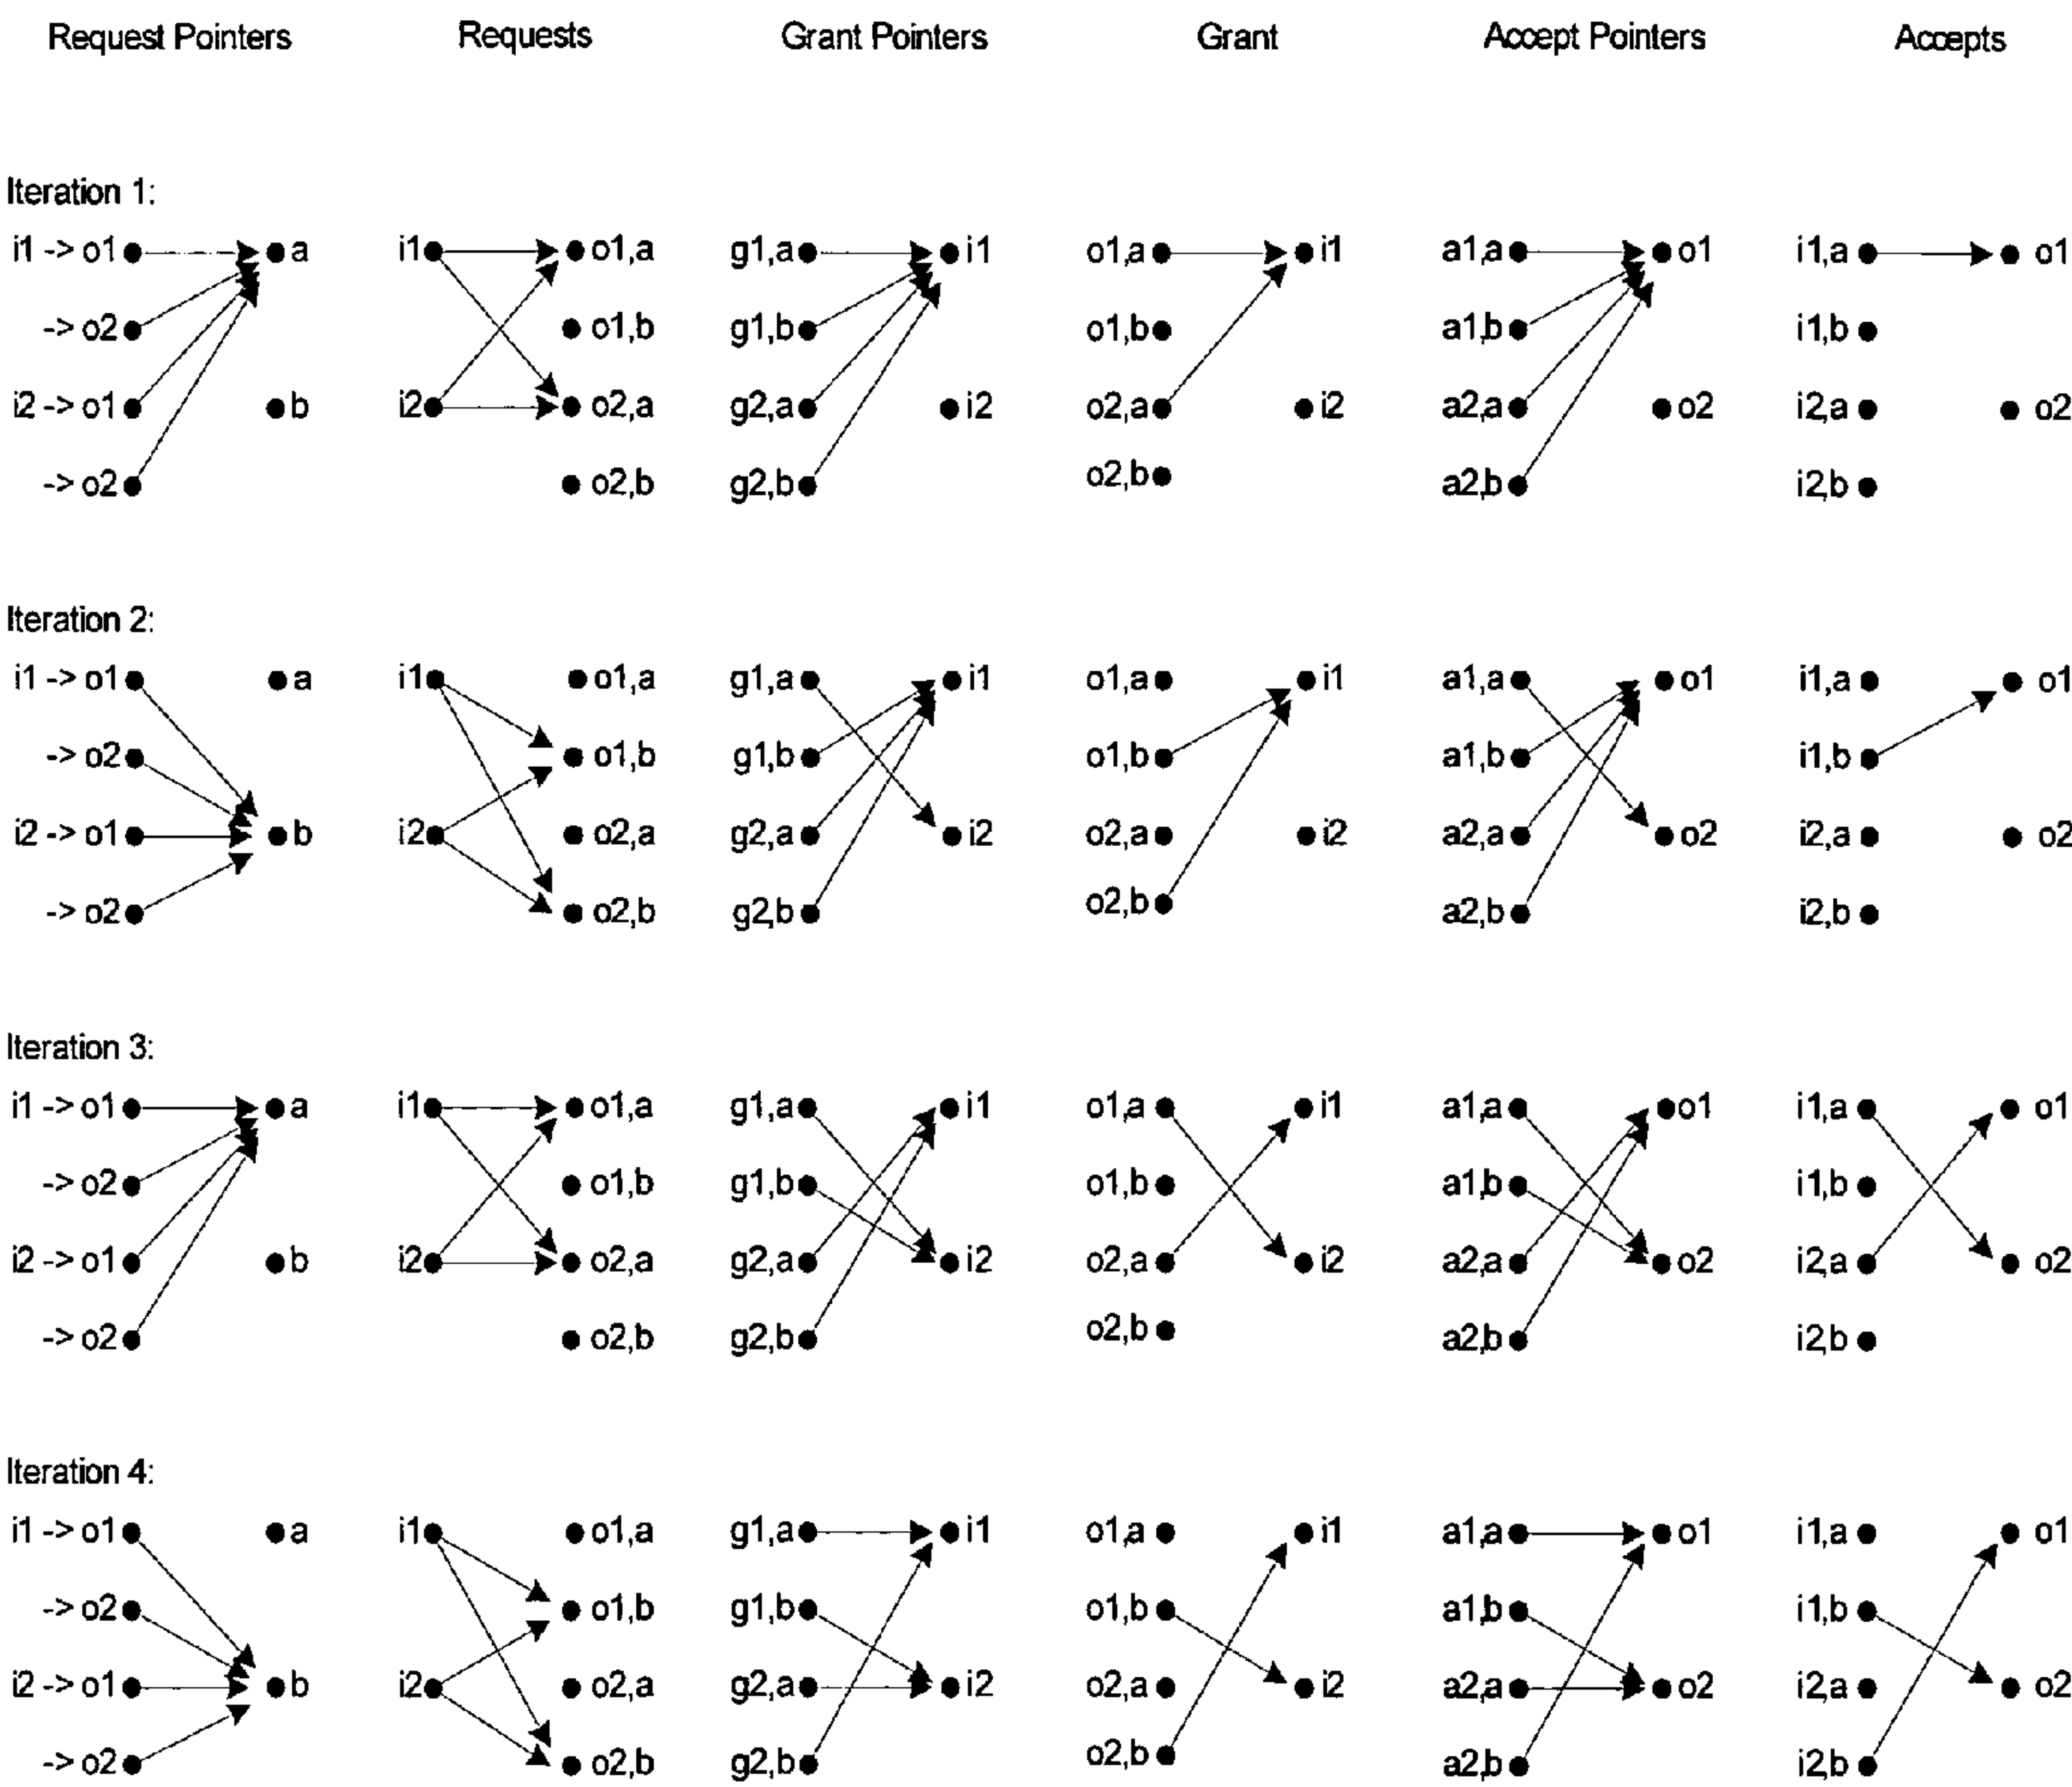 Request Pointers Requests Grant Pointers Grant Accept Pointers Accepts
Iteration 1:
i1 -> o1 a i1 o1,a g1,a i1 o1,a i1 a1,a o1 i1,a o1
-> o2 o1,b g1,b o1,b a1,b i1,b
i2 -> o1 b i2 o2,a g2,a i2 o2,a i2 a2,a o2 i2,a o2
-> o2 o2,b g2,b o2,b a2,b i2,b
Iteration 2:
i1 -> o1 a i1 o1,a g1,a i1 o1,a i1 a1,a o1 i1,a o1
-> o2 o1,b g1,b o1,b a1,b i1,b
i2 -> o1 b i2 o2,a g2,a i2 o2,a i2 a2,a o2 i2,a o2
-> o2 o2,b g2,b o2,b a2,b i2,b
Iteration 3:
i1 -> o1 a i1 o1,a g1,a i1 o1,a i1 a1,a o1 i1,a o1
-> o2 o1,b g1,b o1,b a1,b i1,b
i2 -> o1 b i2 o2,a g2,a i2 o2,a i2 a2,a o2 i2,a o2
-> o2 o2,b g2,b o2,b a2,b i2,b
Iteration 4:
i1 -> o1 a i1 o1,a g1,a i1 o1,a i1 a1,a o1 i1,a o1
-> o2 o1,b g1,b o1,b a1,b i1,b
i2 -> o1 b i2 o2,a g2,a i2 o2,a i2 a2,a o2 i2,a o2
-> o2 o2,b g2,b o2,b a2,b i2,b